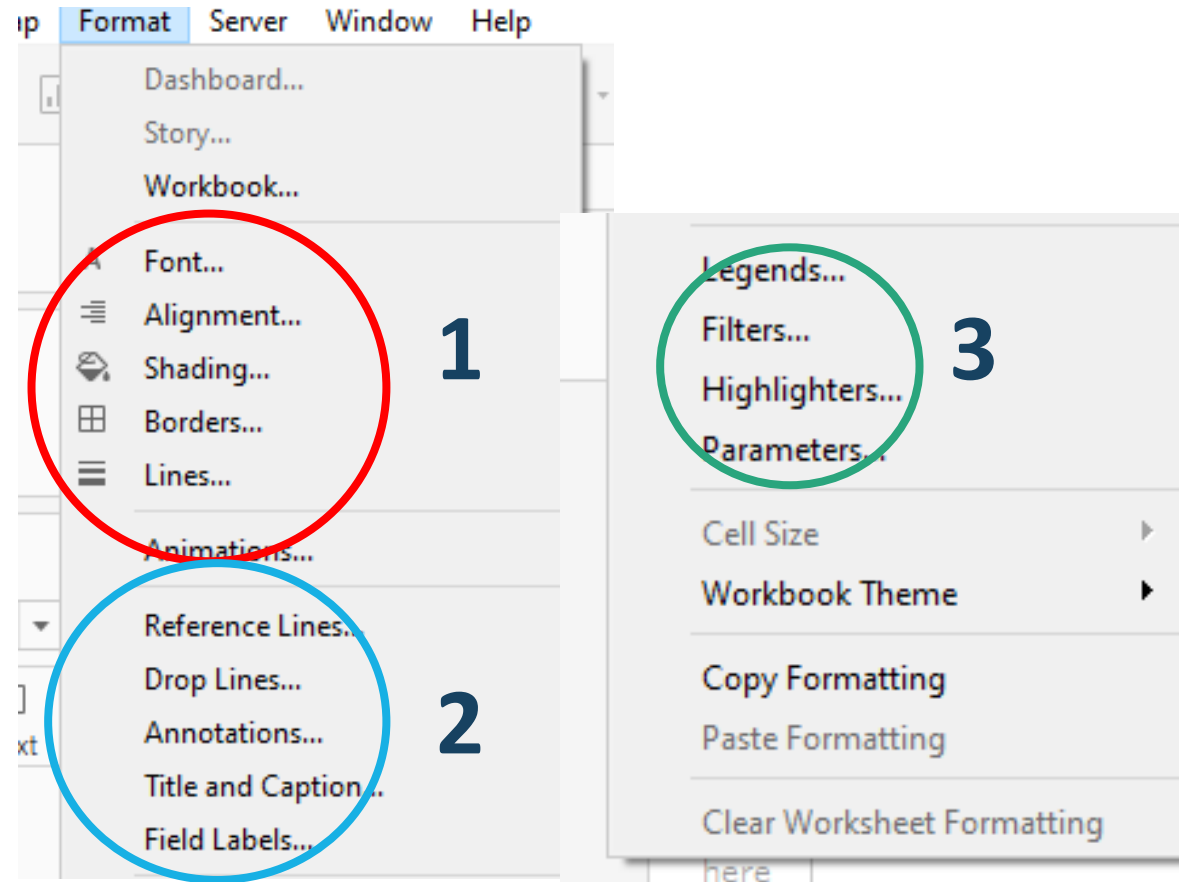 ap Format Server Window Help
Dashboard...
Story...
Workbook...
A Font...
Alignment...
Shading...
Borders...
Lines...
1
Animations...
Reference Lines...
Drop Lines...
Annotations...
Title and Caption...
Field Labels...
2
xt
Legends...
Filters...
Highlighters...
Parameters...
3
Cell Size
Workbook Theme
Copy Formatting
Paste Formatting
Clear Worksheet Formatting
here